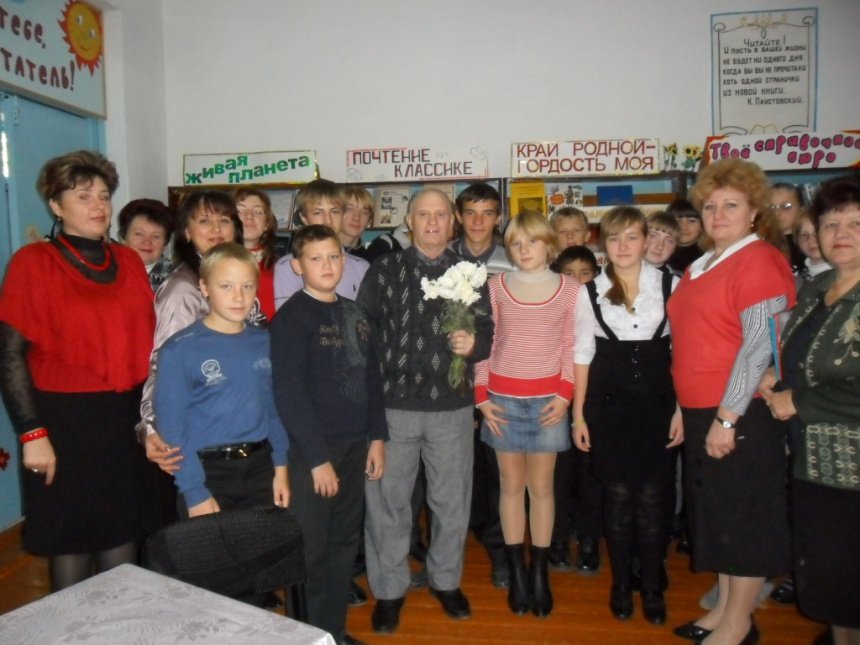 тебе,
татель!
Читайте!
И пусть в вашей жизни
не будет ни одного дня
когда бы вы не прочитали
хоть одной странички
из новой книги.
К. Паустовский.
живая
планета
ПОЧТЕНИЕ
КЛАССИКЕ
КРАЙ РОДНОЙ-
ГОРДОСТЬ МОЯ
Твоё справочное
бюро